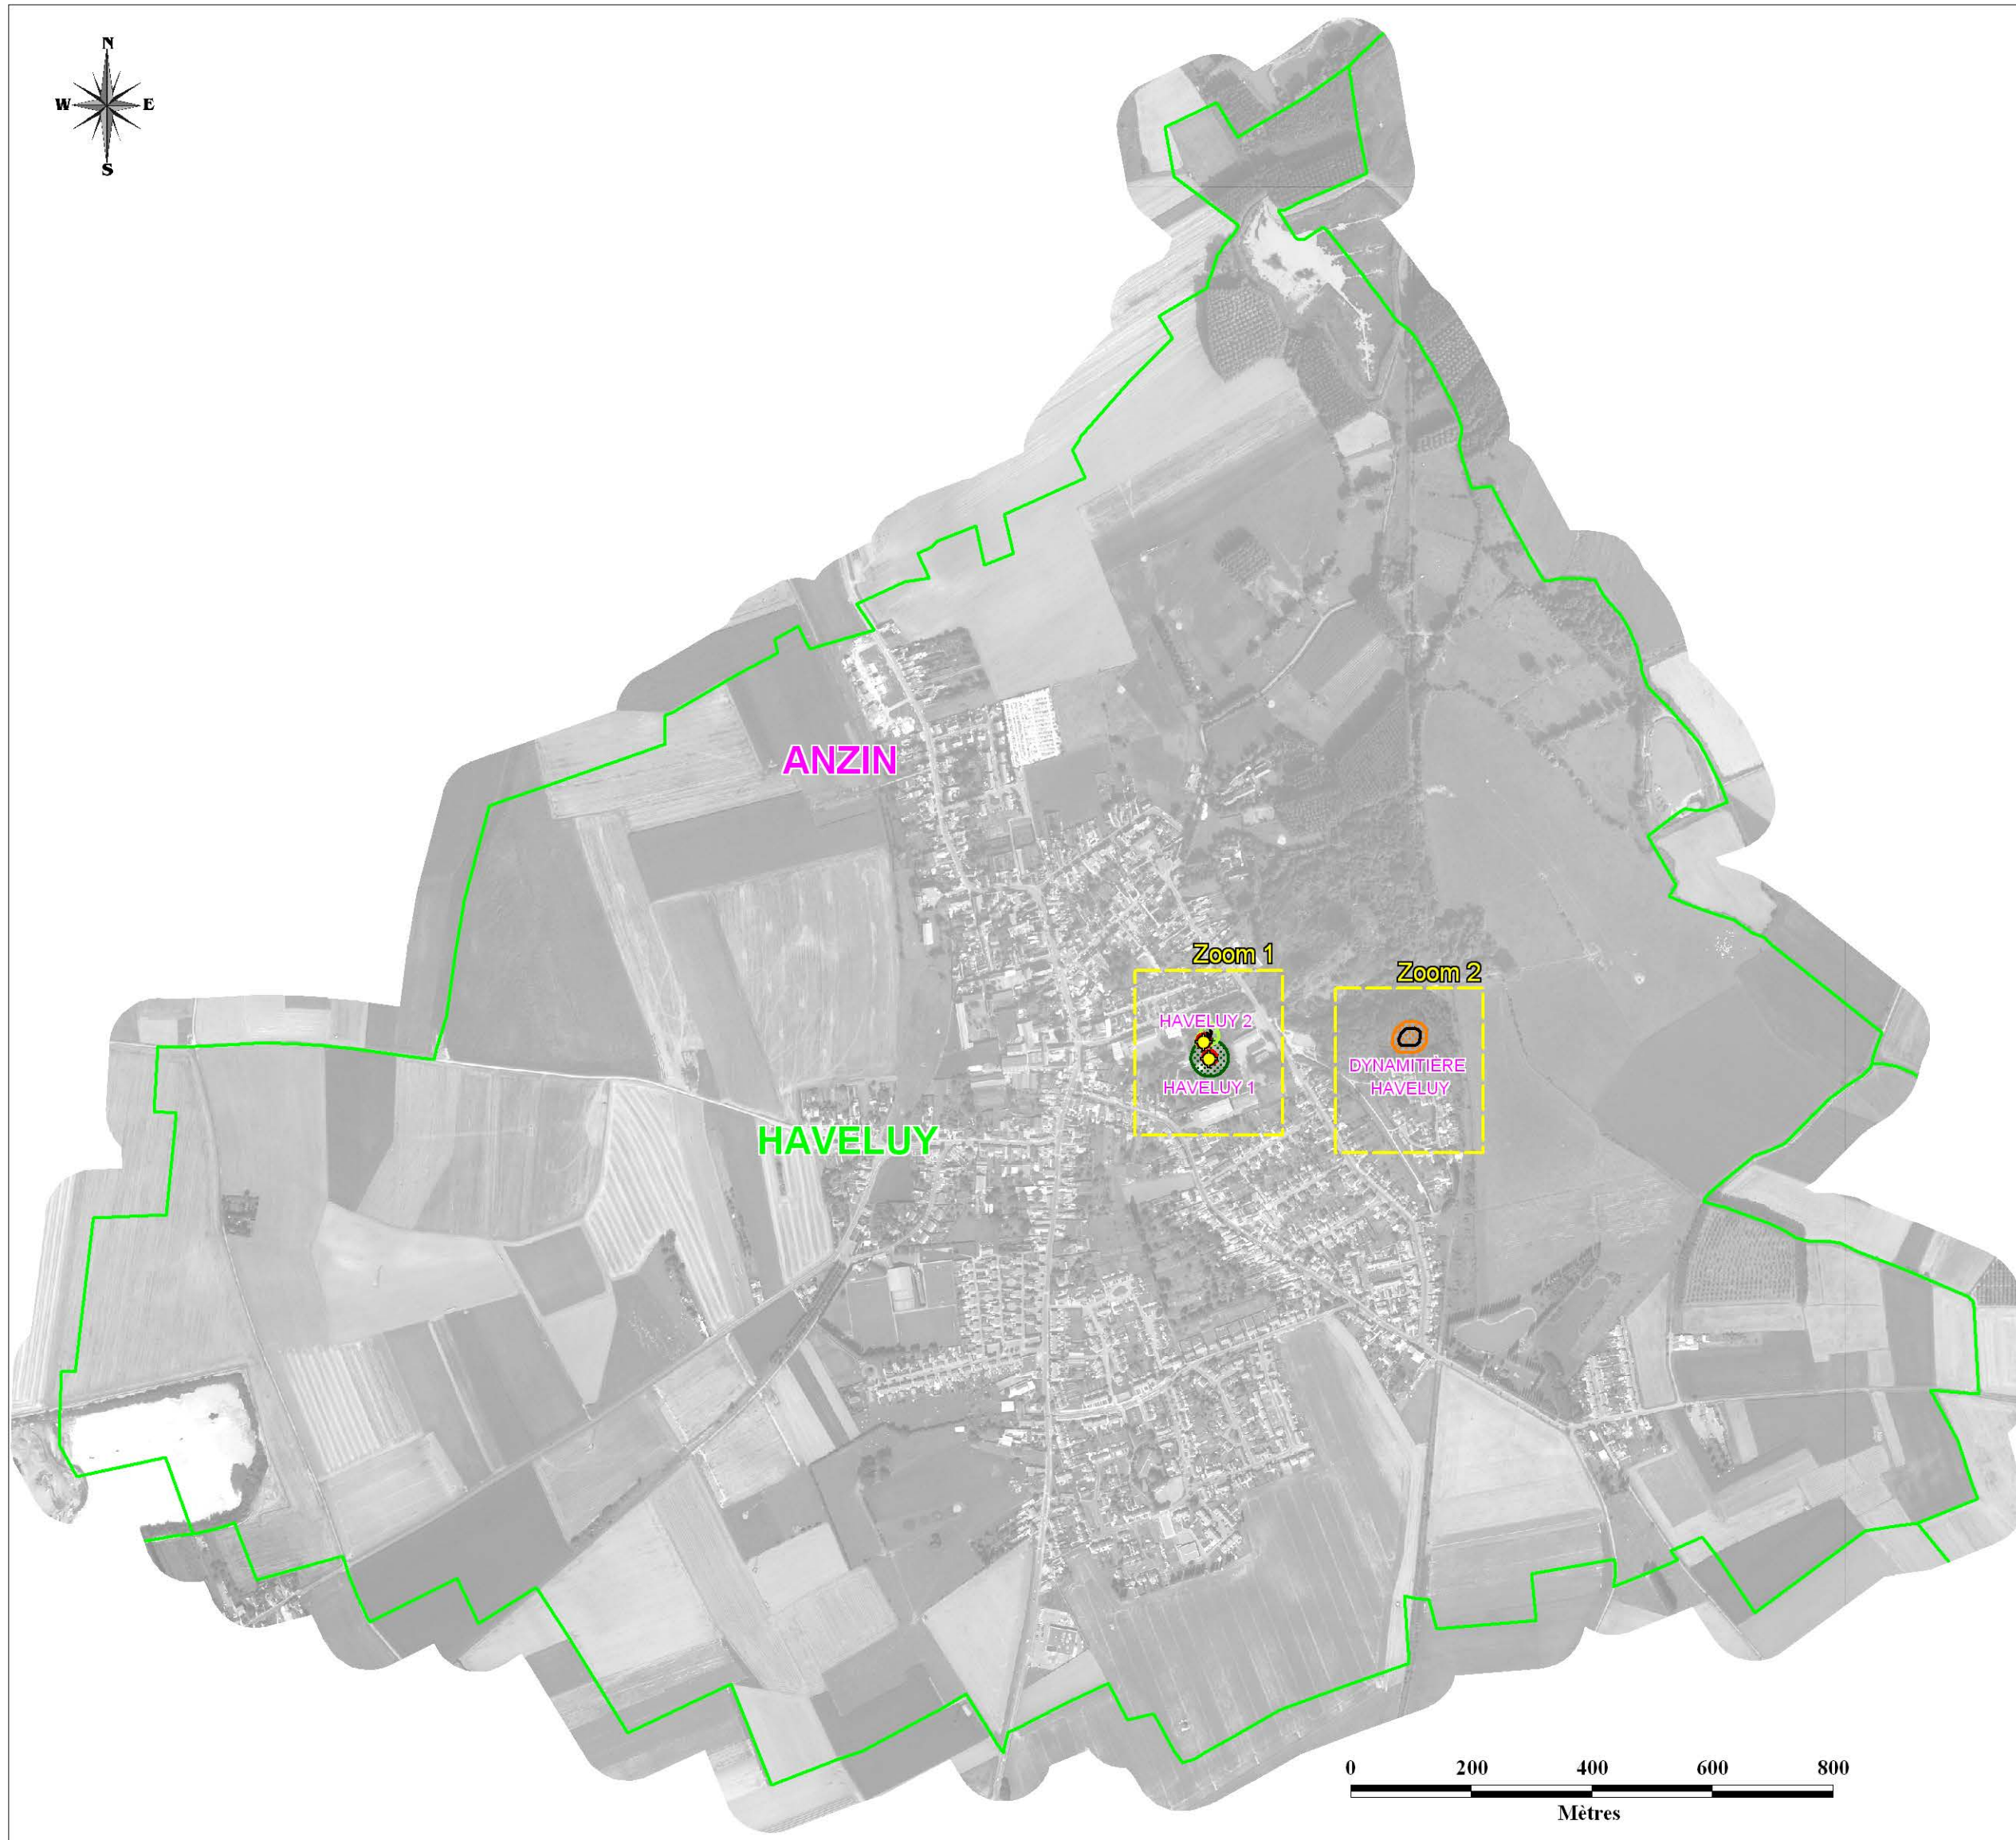 N
W E
S
ANZIN
Zoom 1
Zoom 2
HAVELUY 2
DYNAMITIÈRE
HAVELUY
HAVELUY 1
HAVELUY
0 200 400 600 800
Mètres